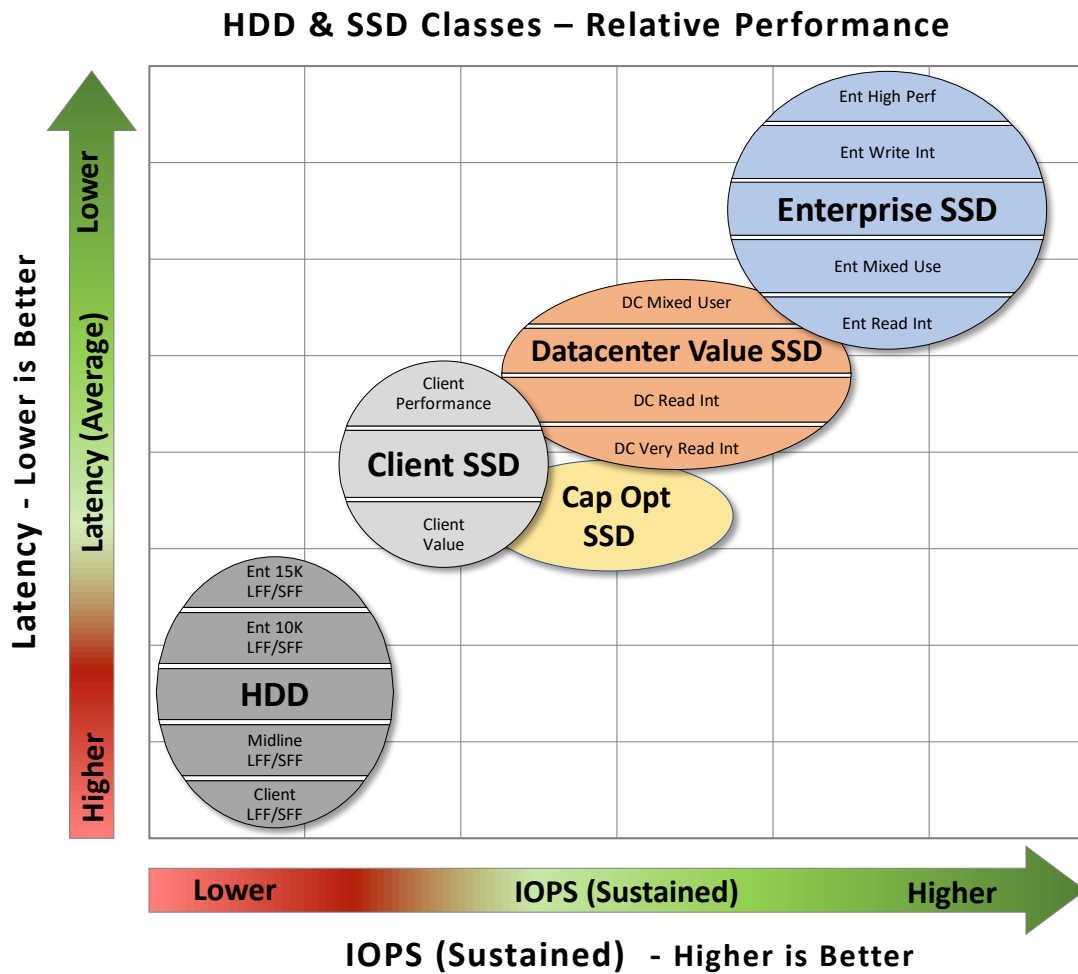 HDD & SSD Classes – Relative Performance
Latency - Lower is Better
Lower
Latency (Average)
Higher
Ent High Perf
Ent Write Int
Enterprise SSD
Ent Mixed Use
Ent Read Int
DC Mixed User
Datacenter Value SSD
DC Read Int
DC Very Read Int
Client
Performance
Client SSD
Client
Value
Cap Opt
SSD
Ent 15K
LFF/SFF
Ent 10K
LFF/SFF
HDD
Midline
LFF/SFF
Client
LFF/SFF
Lower
IOPS (Sustained)
Higher
IOPS (Sustained) - Higher is Better